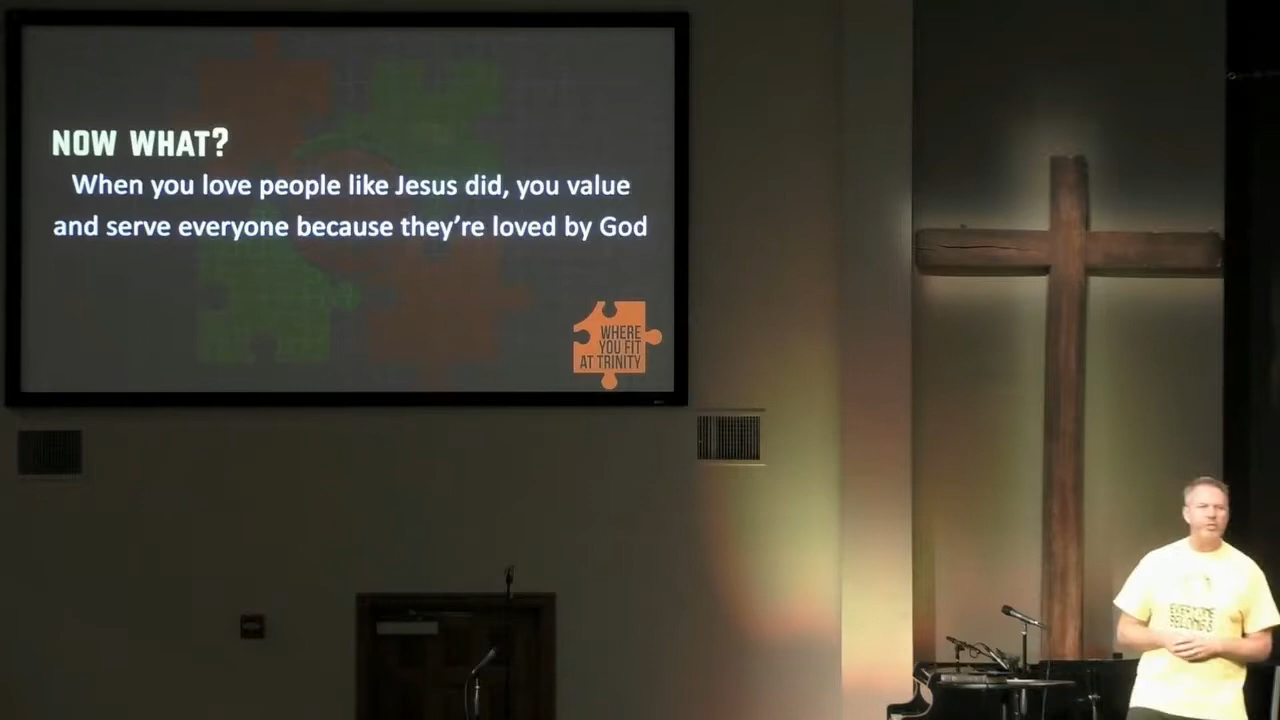 NOW WHAT?
When you love people like Jesus did, you value
and serve everyone because they're loved by God
WHERE
YOU FIT
AT TRINITY
EVERYONE
BELONGS